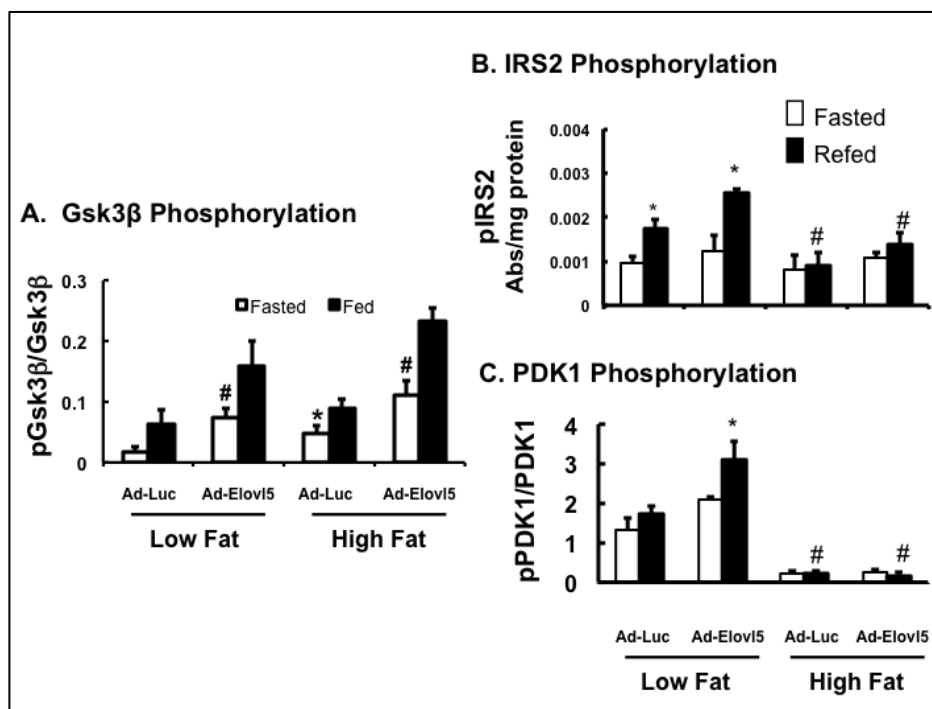 B. IRS2 Phosphorylation
Fasted
Refed
pIRS2
Abs/mg protein
0.004
0.003
0.002
0.001
0
*
*
#
#
A. Gsk3β Phosphorylation
Fasted
Fed
pGsk3β/Gsk3β
0.3
0.2
0.1
0
#
*
#
Ad-Luc
Ad-Elovl5
Ad-Luc
Ad-Elovl5
Low Fat
High Fat
C. PDK1 Phosphorylation
pPDK1/PDK1
4
3
2
1
0
*
#
#
Ad-Luc
Ad-Elovl5
Ad-Luc
Ad-Elovl5
Low Fat
High Fat